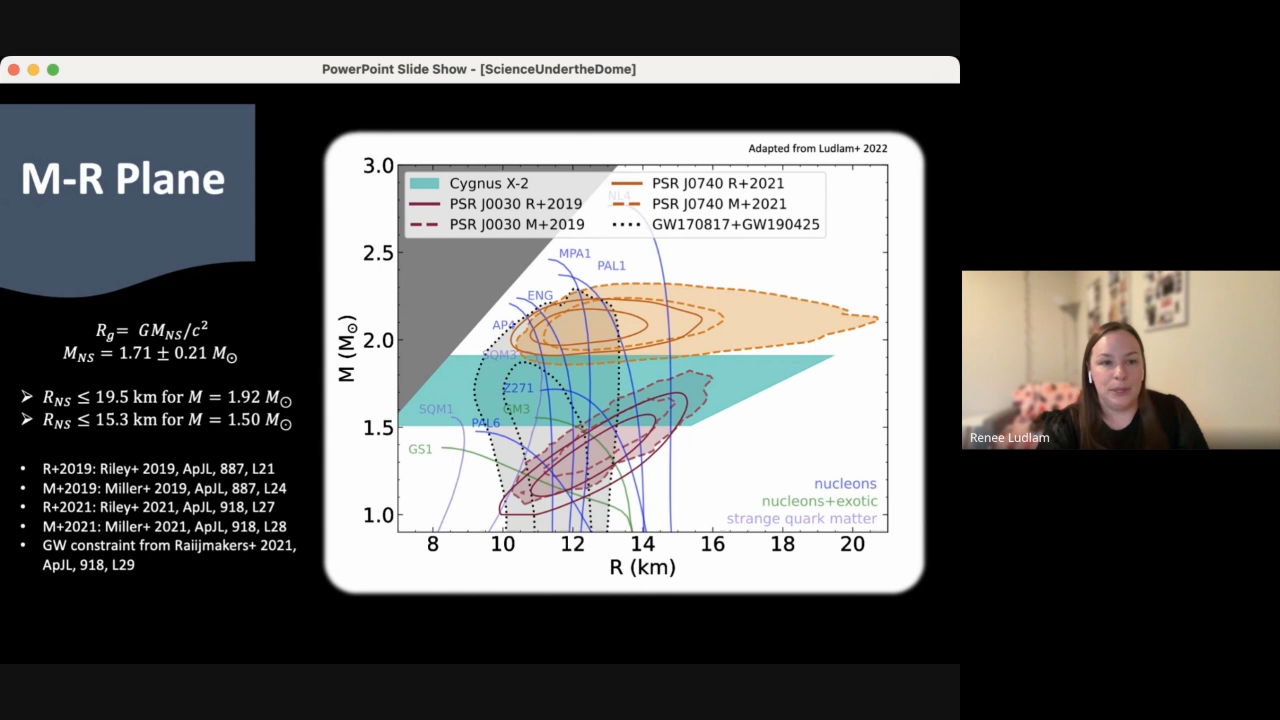 PowerPoint Slide Show - [ScienceUndertheDome]
M-R Plane
R_g = GM_NS/c²
M_NS = 1.71 ± 0.21 M_⊙
➢ R_NS ≤ 19.5 km for M = 1.92 M_⊙
➢ R_NS ≤ 15.3 km for M = 1.50 M_⊙
• R+2019: Riley+ 2019, ApJL, 887, L21
• M+2019: Miller+ 2019, ApJL, 887, L24
• R+2021: Riley+ 2021, ApJL, 918, L27
• M+2021: Miller+ 2021, ApJL, 918, L28
• GW constraint from Raiijmakers+ 2021,
ApJL, 918, L29
Adapted from Ludlam+ 2022
Cygnus X-2
PSR J0030 R+2019
PSR J0030 M+2019
PSR J0740 R+2021
PSR J0740 M+2021
GW170817+GW190425
NL4
MPA1
PAL1
ENG
AP4
SQM3
Z271
GM3
SQM1
PAL6
GS1
nucleons
nucleons+exotic
strange quark matter
M (M_⊙)
3.0
2.5
2.0
1.5
1.0
8 10 12 14 16 18 20
R (km)
Renee Ludlam